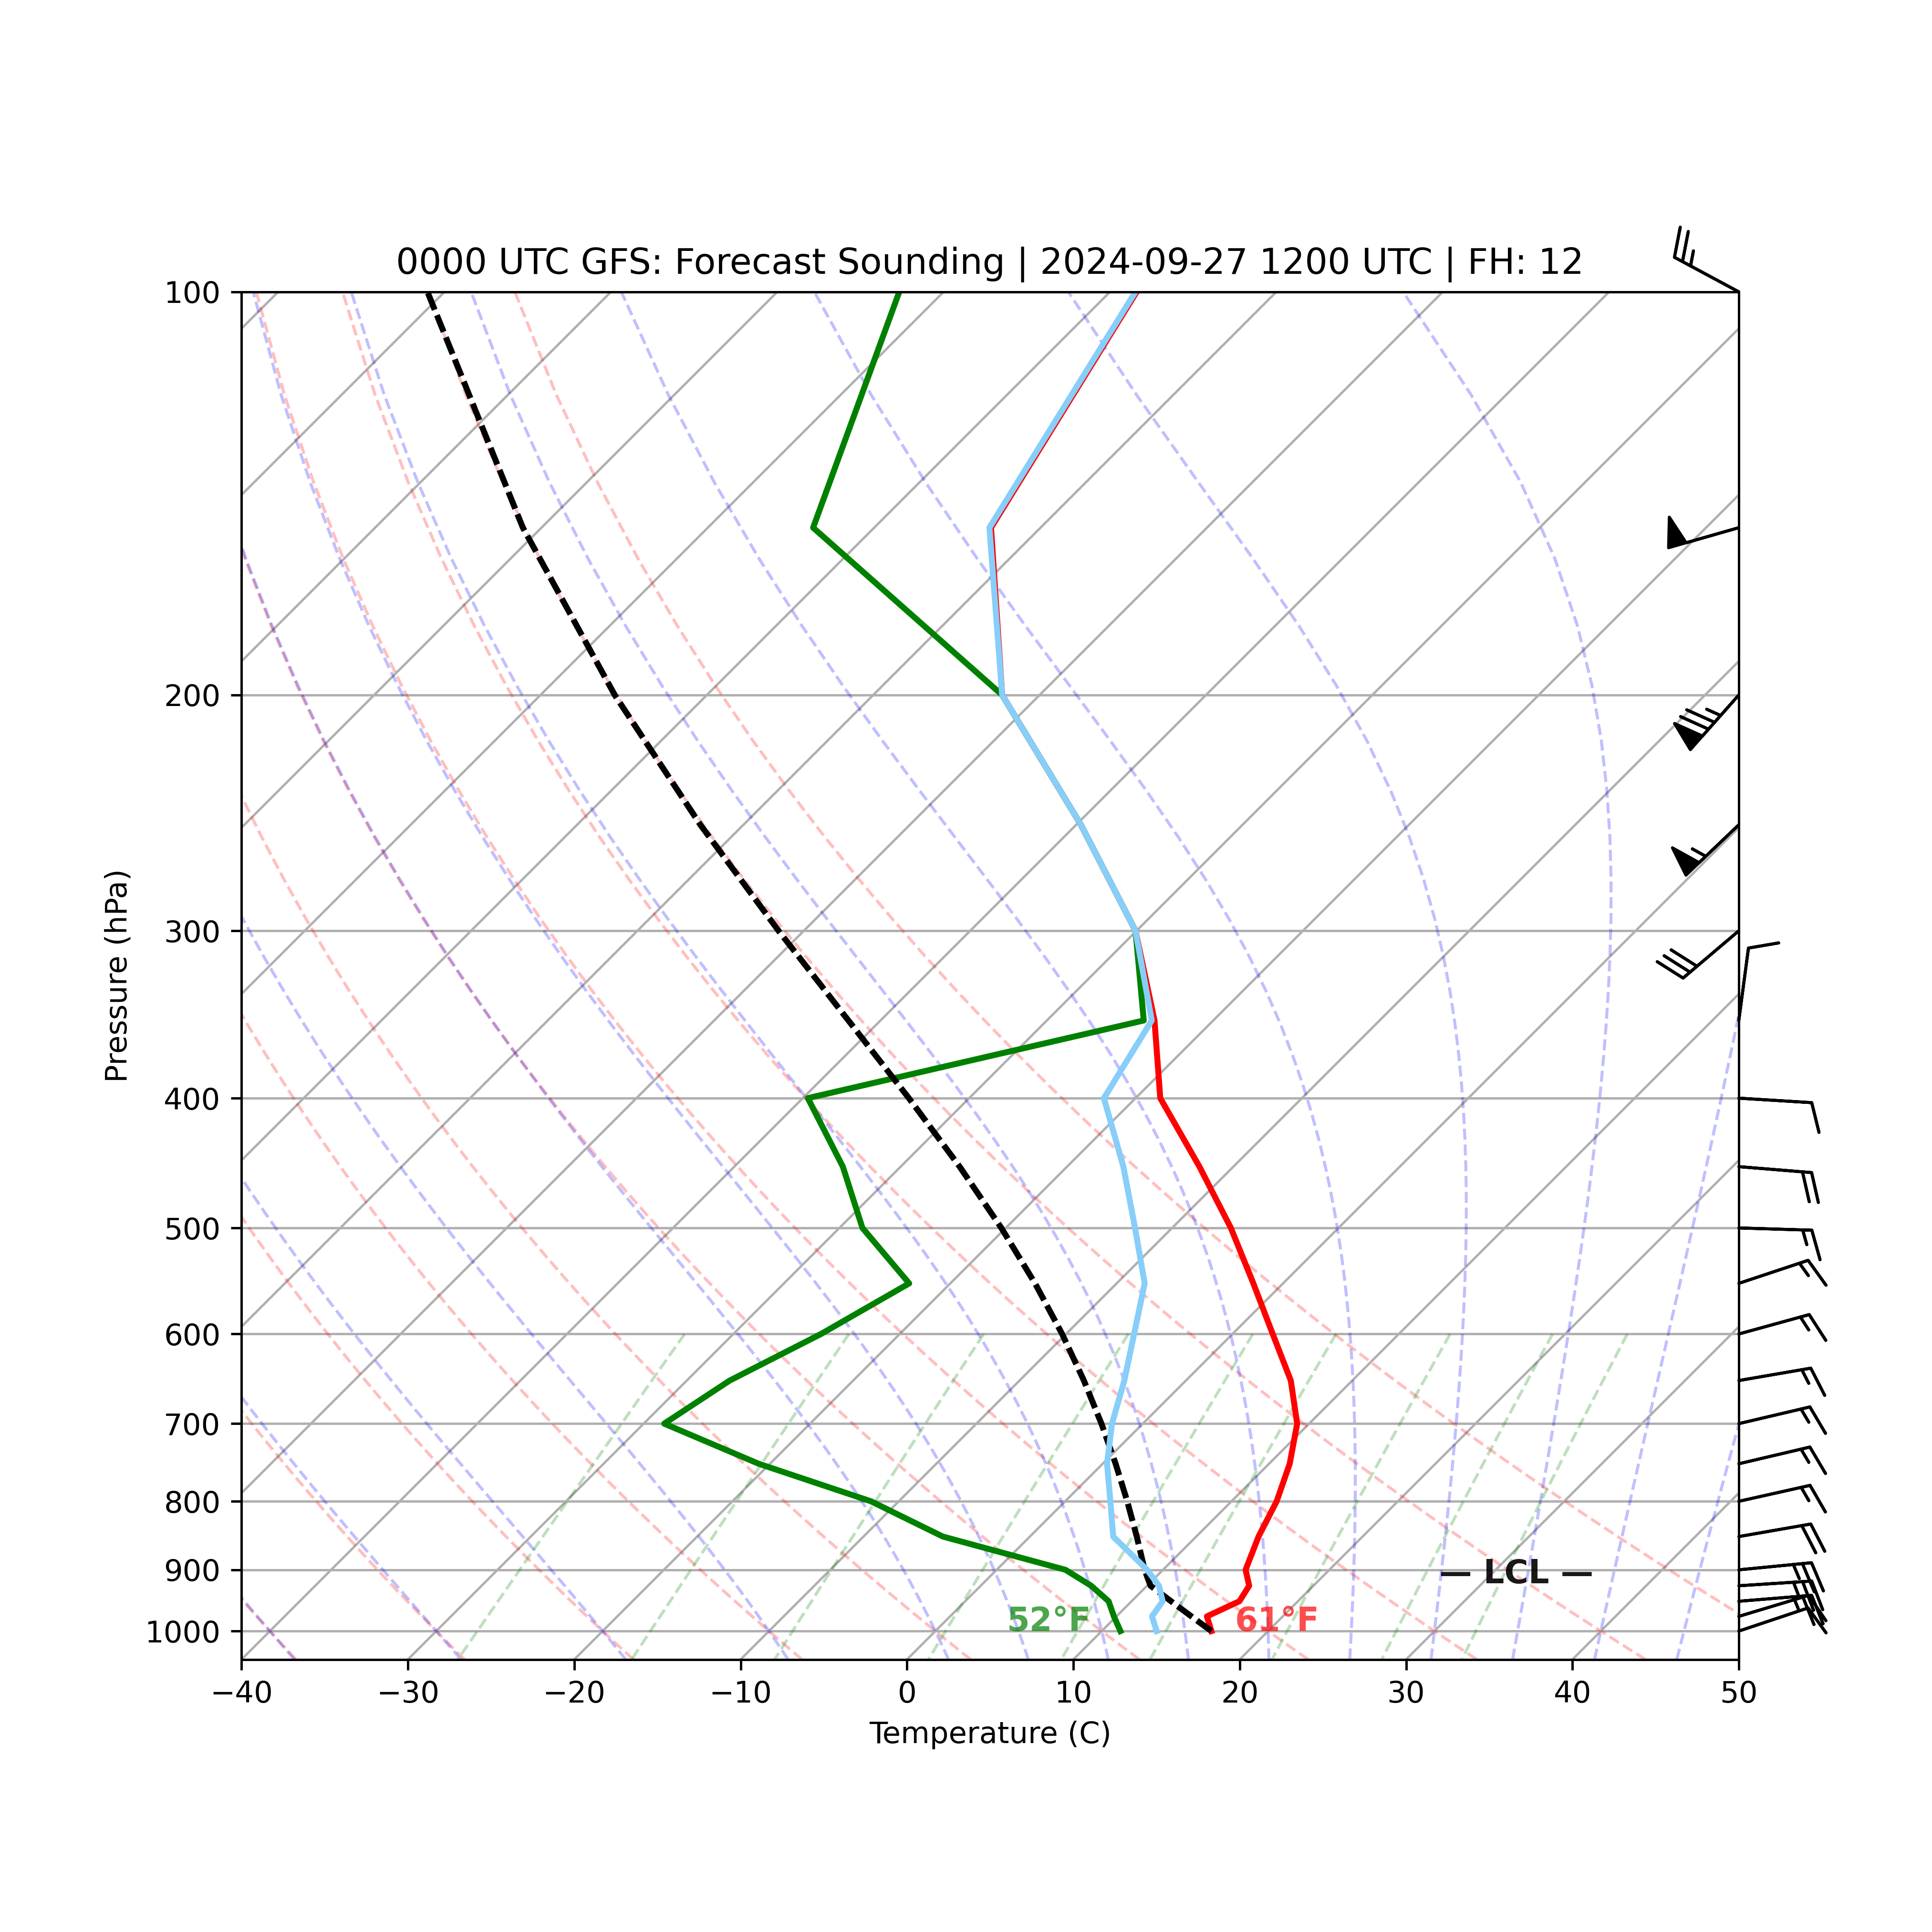 0000 UTC GFS: Forecast Sounding | 2024-09-27 1200 UTC | FH: 12
100
200
300
400
500
600
700
800
900
1000
Pressure (hPa)
— LCL —
52°F
61°F
−40 −30 −20 −10 0 10 20 30 40 50
Temperature (C)